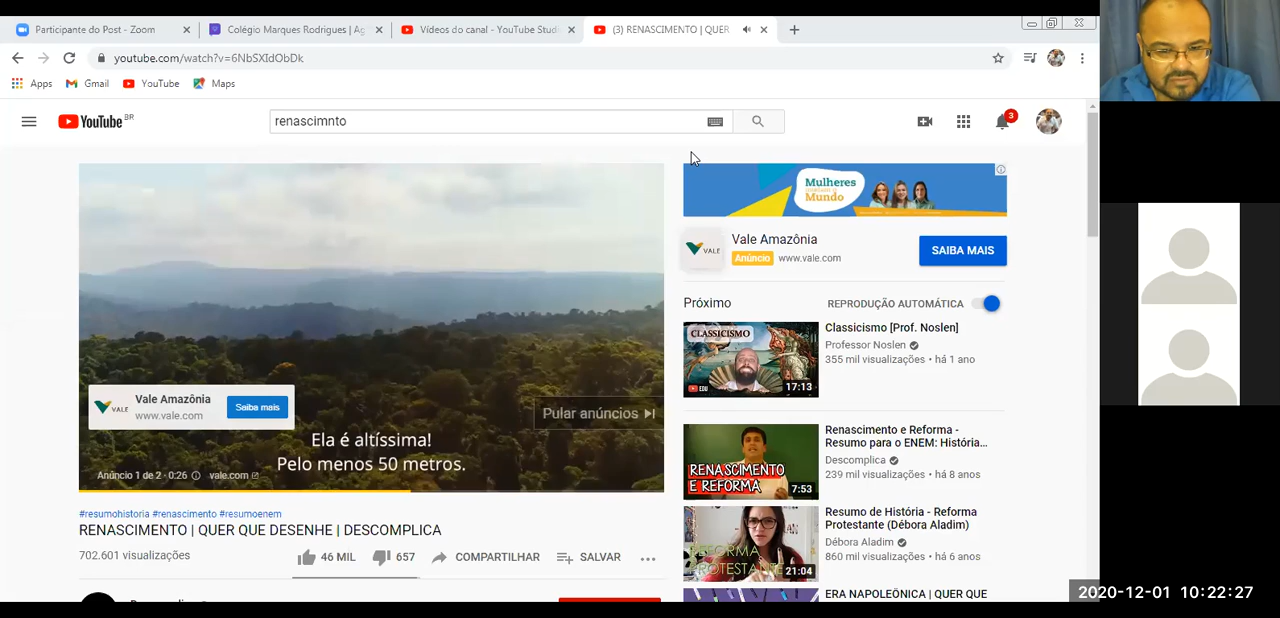 Participante do Post - Zoom
Colégio Marques Rodrigues | Ag
Vídeos do canal - YouTube Studi
(3) RENASCIMENTO | QUER
youtube.com/watch?v=6NbSXIdObDk
Apps
Gmail
YouTube
Maps
YouTube BR
renascimnto
3
Mulheres
do Mundo
VALE
Vale Amazônia
Anúncio www.vale.com
SAIBA MAIS
Próximo
REPRODUÇÃO AUTOMÁTICA
CLASSICISMO
EDU
17:13
Classicismo [Prof. Noslen]
Professor Noslen
355 mil visualizações • há 1 ano
RENASCIMENTO
E REFORMA
7:53
Renascimento e Reforma -
Resumo para o ENEM: História...
Descomplica
239 mil visualizações • há 8 anos
REFORMA
PROTESTANTE
21:04
Resumo de História - Reforma
Protestante (Débora Aladim)
Débora Aladim
860 mil visualizações • há 6 anos
ERA NAPOLEÔNICA | QUER QUE
VALE
Vale Amazônia
www.vale.com
Saiba mais
Pular anúncios
Ela é altíssima!
Pelo menos 50 metros.
Anúncio 1 de 2 · 0:26
vale.com
#resumohistoria #renascimento #resumoenem
RENASCIMENTO | QUER QUE DESENHE | DESCOMPLICA
702.601 visualizações
46 MIL
657
COMPARTILHAR
SALVAR
2020-12-01 10:22:27